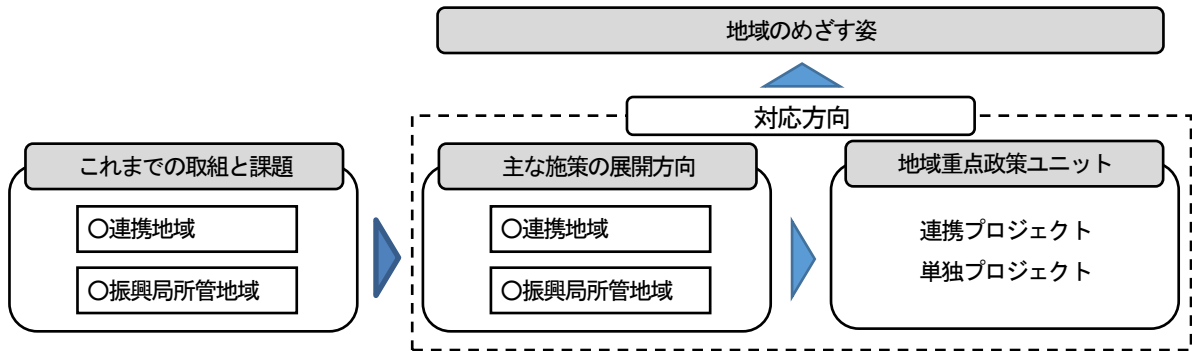 地域のめざす姿
対応方向
これまでの取組と課題
〇連携地域
〇振興局所管地域
主な施策の展開方向
〇連携地域
〇振興局所管地域
地域重点政策ユニット
連携プロジェクト
単独プロジェクト